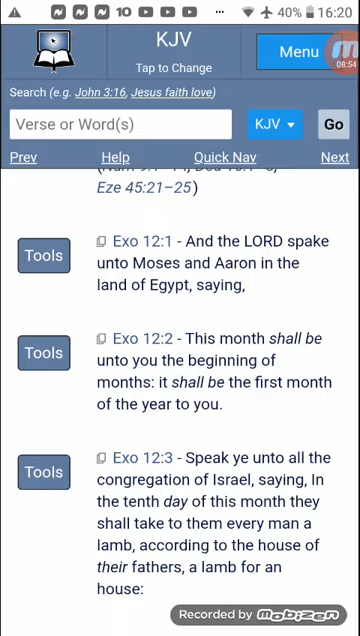 10 ... 40% 16:20
KJV
Tap to Change
Menu
08:54
Search (e.g. John 3:16, Jesus faith love)
Verse or Word(s)
KJV
Go
Prev Help Quick Nav Next
Eze 45:21–25)
Tools
Exo 12:1 - And the LORD spake
unto Moses and Aaron in the
land of Egypt, saying,
Tools
Exo 12:2 - This month shall be
unto you the beginning of
months: it shall be the first month
of the year to you.
Tools
Exo 12:3 - Speak ye unto all the
congregation of Israel, saying, In
the tenth day of this month they
shall take to them every man a
lamb, according to the house of
their fathers, a lamb for an
house:
Recorded by mobizen